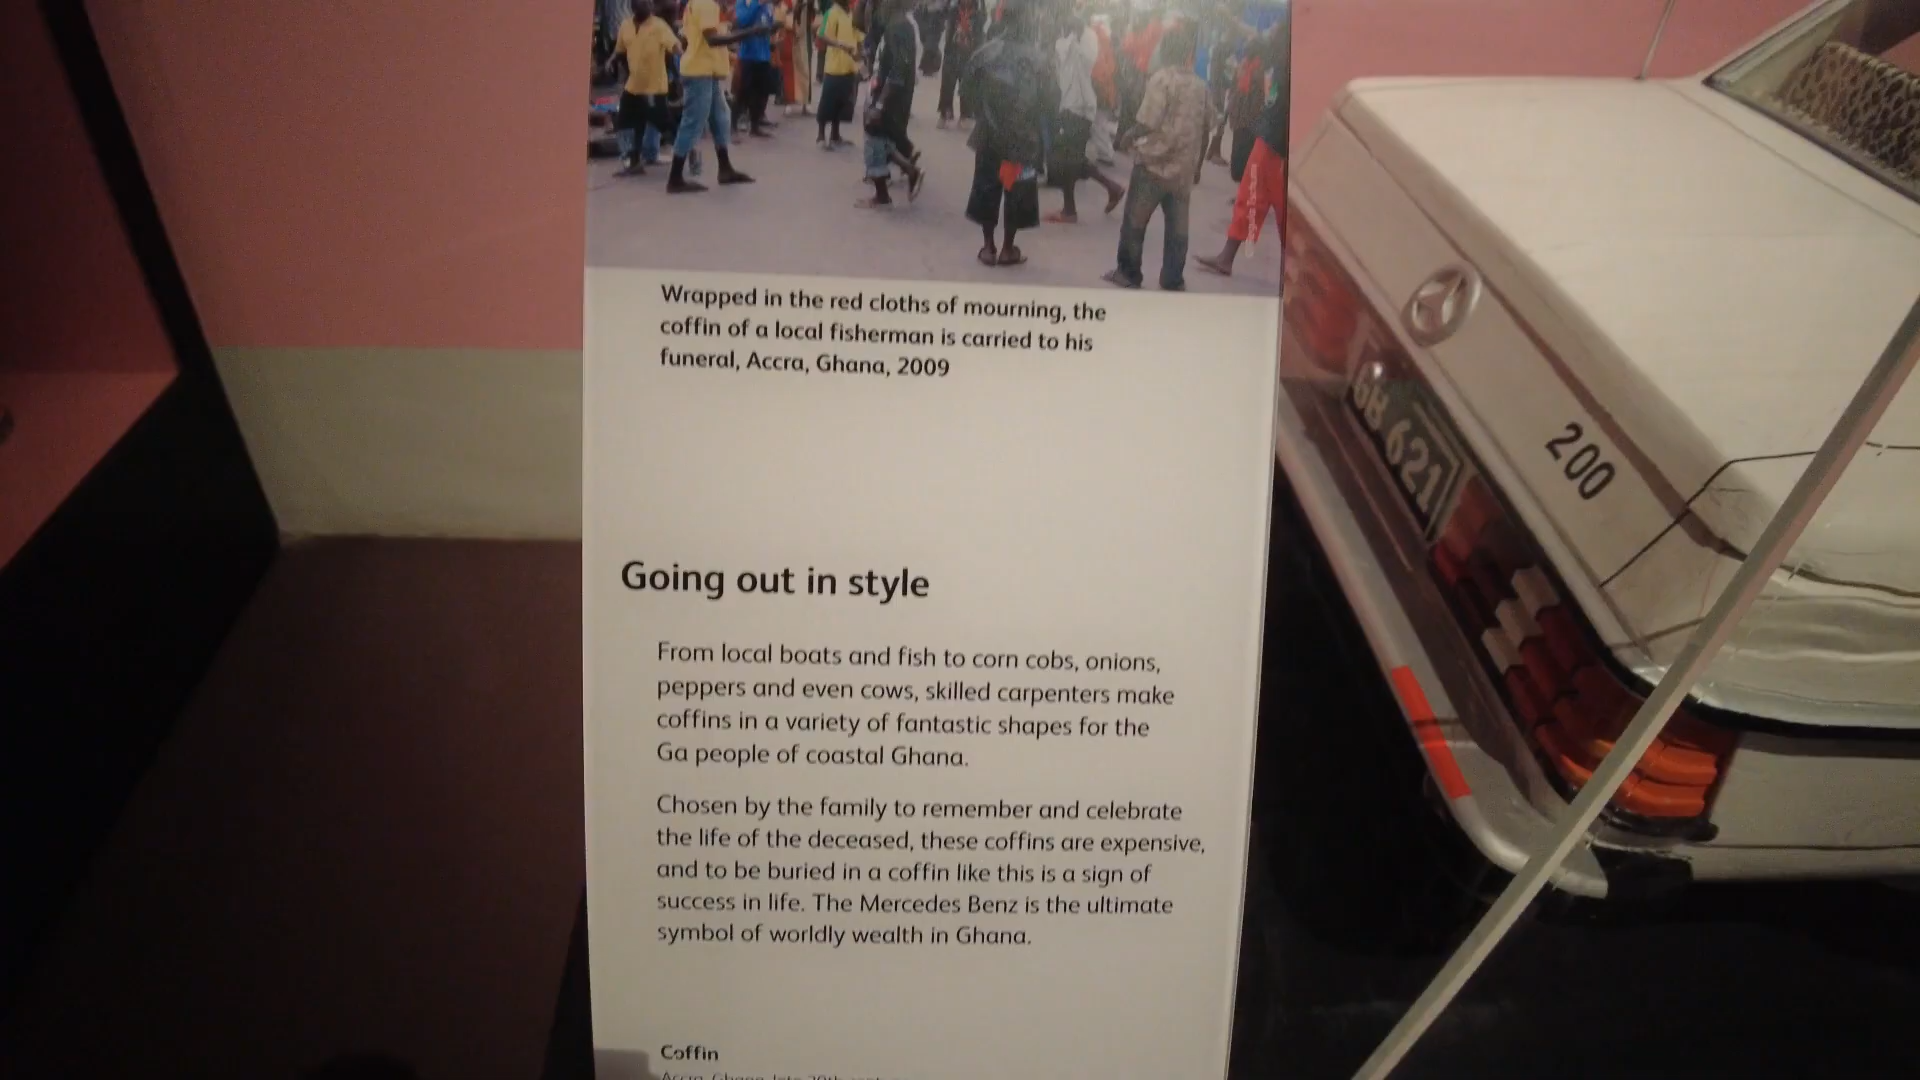 Wrapped in the red cloths of mourning, the
coffin of a local fisherman is carried to his
funeral, Accra, Ghana, 2009
Going out in style
From local boats and fish to corn cobs, onions,
peppers and even cows, skilled carpenters make
coffins in a variety of fantastic shapes for the
Ga people of coastal Ghana.
Chosen by the family to remember and celebrate
the life of the deceased, these coffins are expensive,
and to be buried in a coffin like this is a sign of
success in life. The Mercedes Benz is the ultimate
symbol of worldly wealth in Ghana.
Coffin
Accra, Ghana,
GB 621
200